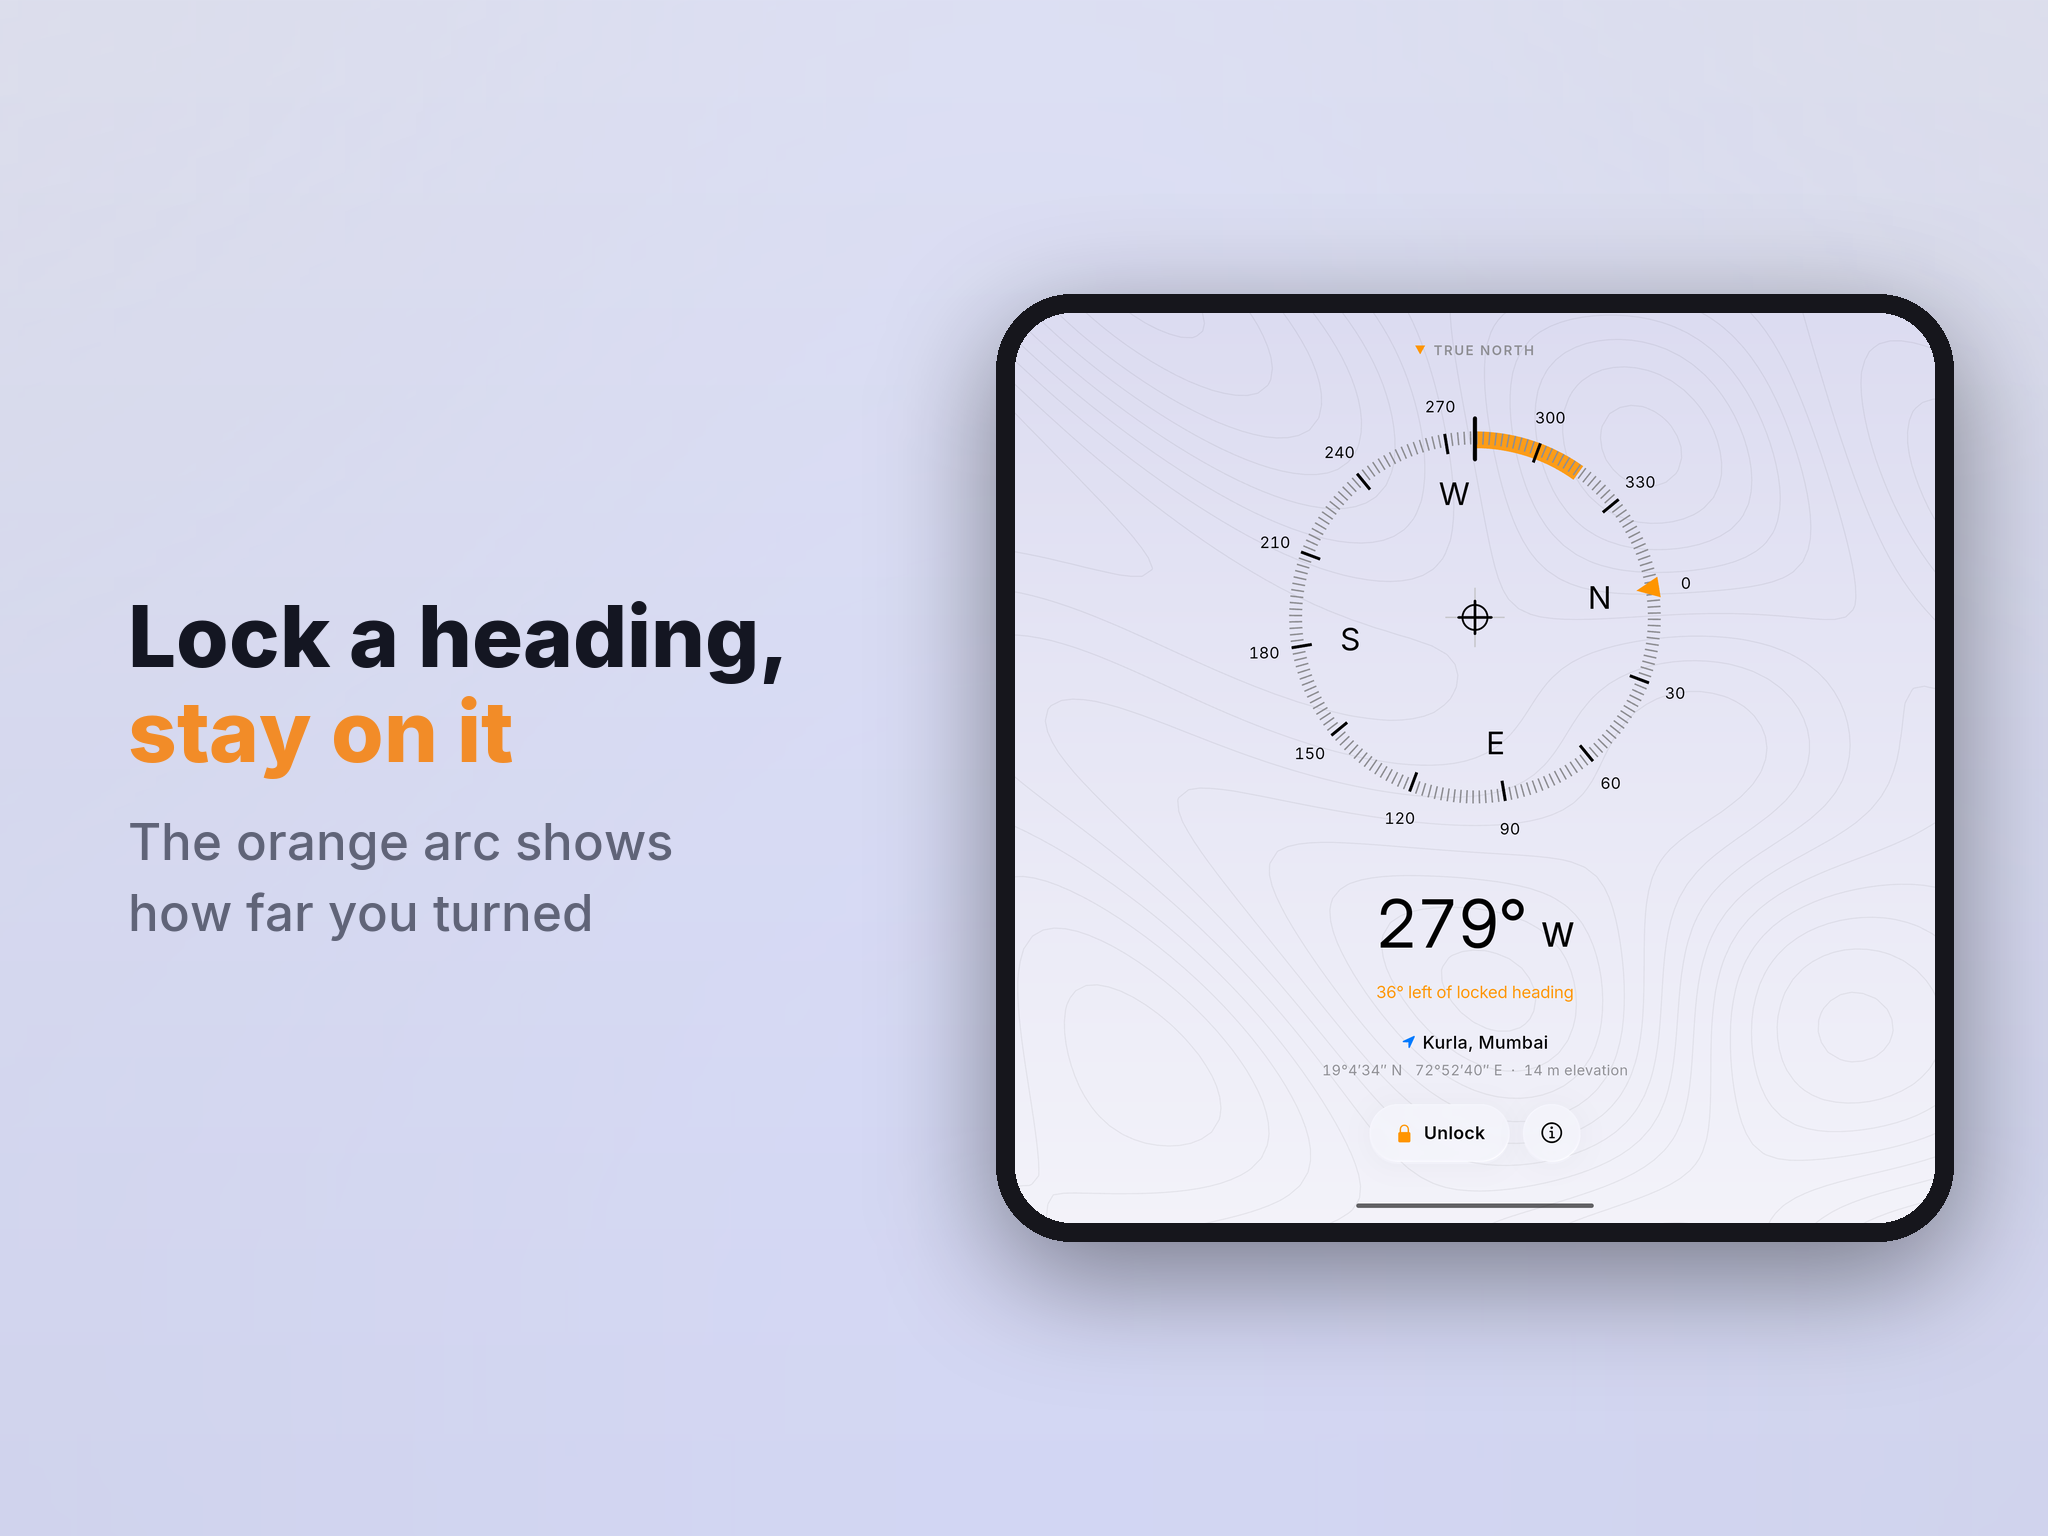 Lock a heading,
stay on it
The orange arc shows
how far you turned
TRUE NORTH
270
300
240
330
W
210
0
N
S
180
30
E
150
60
120
90
279° W
36° left of locked heading
Kurla, Mumbai
19°4'34" N 72°52'40" E · 14 m elevation
Unlock